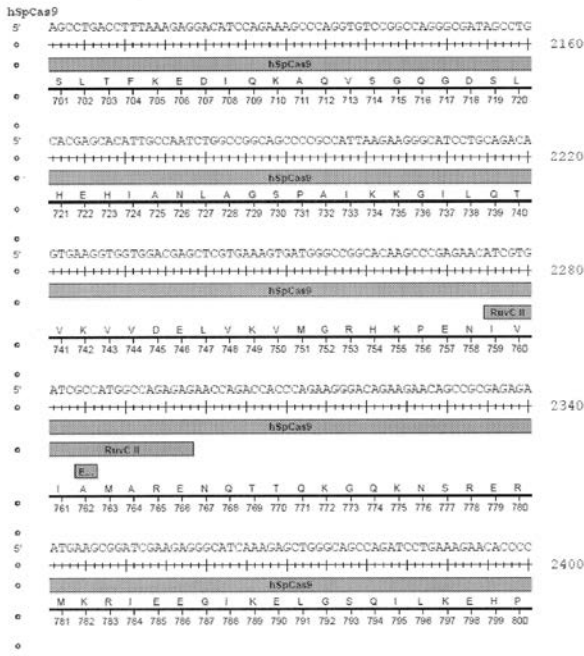 hSpCas9
5' AGCCTGACCTTTAAAGAGGACATCCAGAAAGCCCAGGTGTCCGGCCAGGGCGATAGCCTG 2160
hSpCas9
S L T F K E D I Q K A Q V S G Q G D S L
701 702 703 704 705 706 707 708 709 710 711 712 713 714 715 716 717 718 719 720
5' CACGAGCACATTGCCAATCTGGCCGGCAGCCCCGCCATTAAGAAGGGCATCCTGCAGACA 2220
hSpCas9
H E H I A N L A G S P A I K K G I L Q T
721 722 723 724 725 726 727 728 729 730 731 732 733 734 735 736 737 738 739 740
5' GTGAAGGTGGTGGACGAGCTCGTGAAAGTGATGGGCCGGCACAAGCCCGAGAACATCGTG 2280
hSpCas9
RuvC II
V K V V D E L V K V M G R H K P E N I V
741 742 743 744 745 746 747 748 749 750 751 752 753 754 755 756 757 758 759 760
5' ATCGCCATGGCCAGAGAGAACCAGACCACCCAGAAGGGACAGAAGAACAGCCGCGAGAGA 2340
hSpCas9
RuvC II
E...
I A M A R E N Q T T Q K G Q K N S R E R
761 762 763 764 765 766 767 768 769 770 771 772 773 774 775 776 777 778 779 780
5' ATGAAGCGGATCGAAGAGGGCATCAAAGAGCTGGGCAGCCAGATCCTGAAAGAACACCCC 2400
hSpCas9
M K R I E E G I K E L G S Q I L K E H P
781 782 783 784 785 786 787 788 789 790 791 792 793 794 795 796 797 798 799 800